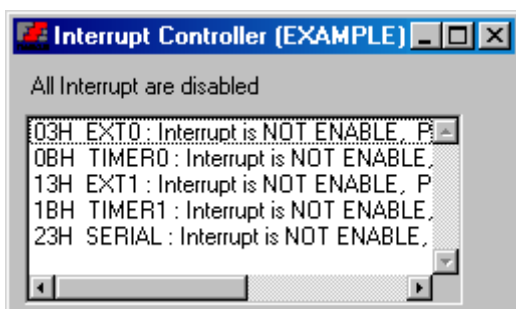 Interrupt Controller (EXAMPLE)
All Interrupt are disabled
03H EXT0 : Interrupt is NOT ENABLE, P
0BH TIMER0 : Interrupt is NOT ENABLE,
13H EXT1 : Interrupt is NOT ENABLE, P
1BH TIMER1 : Interrupt is NOT ENABLE,
23H SERIAL : Interrupt is NOT ENABLE,